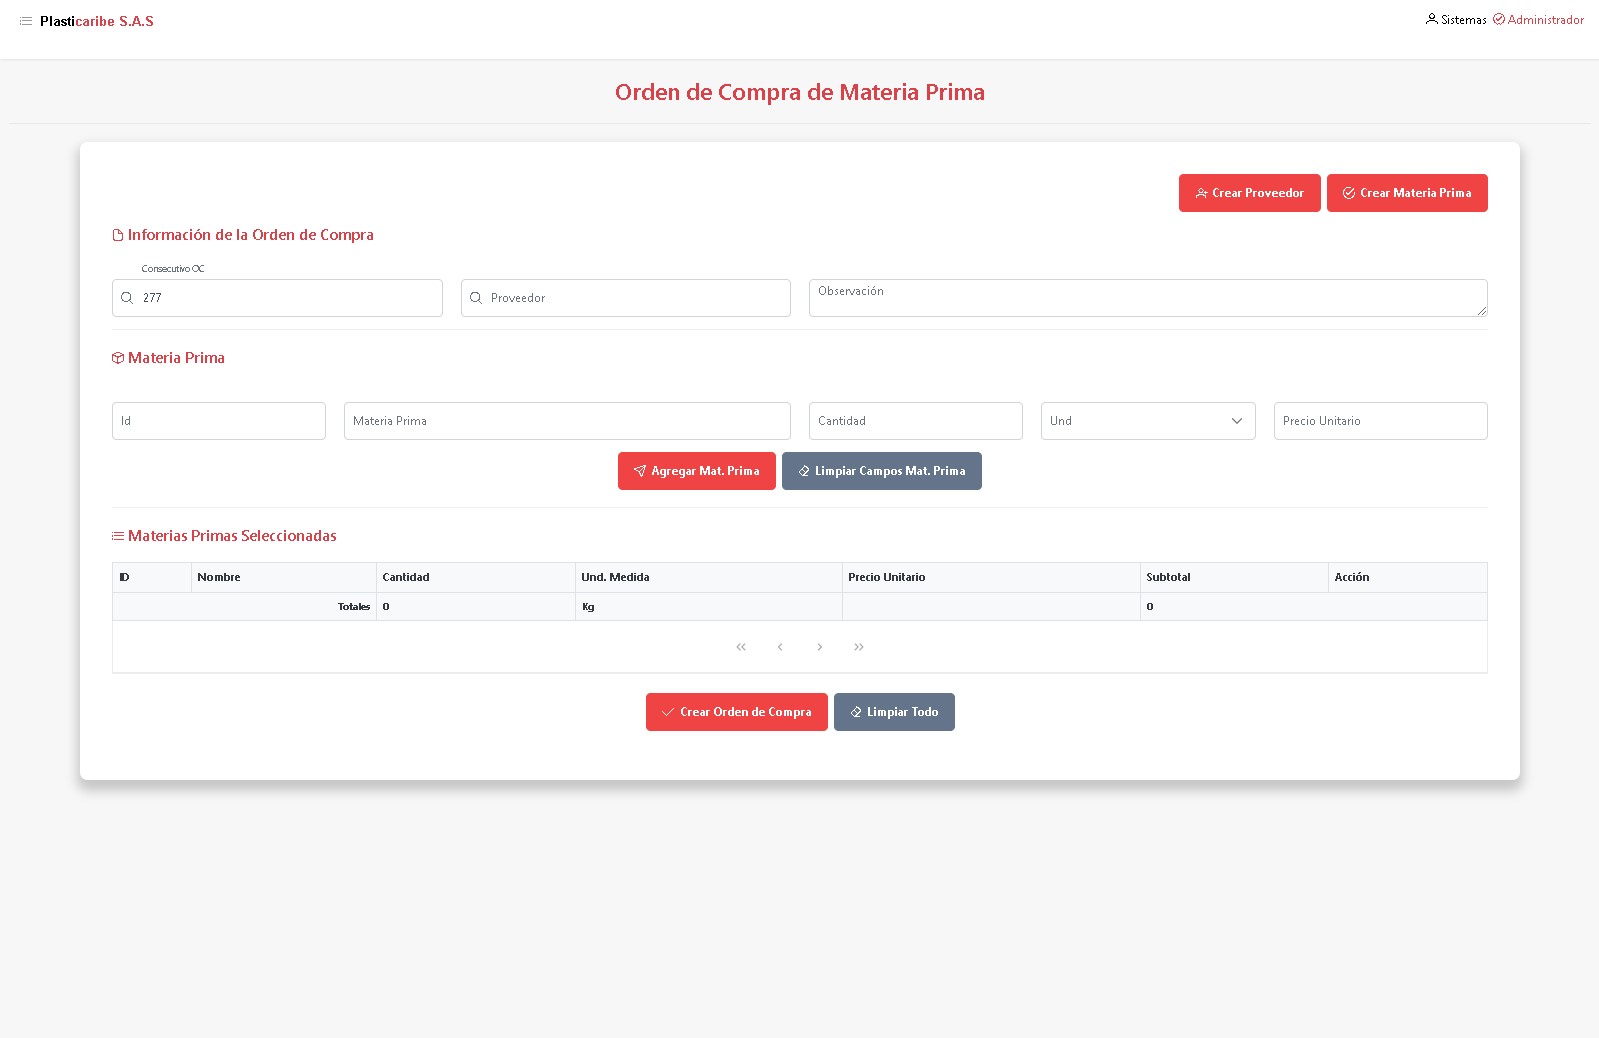 Plasticaribe S.A.S
Sistemas Administrador
Orden de Compra de Materia Prima
Crear Proveedor Crear Materia Prima
Información de la Orden de Compra
Consecutivo OC
277 Proveedor Observación
Materia Prima
Id Materia Prima Cantidad Und Precio Unitario
Agregar Mat. Prima Limpiar Campos Mat. Prima
Materias Primas Seleccionadas
ID Nombre Cantidad Und. Medida Precio Unitario Subtotal Acción
Totales 0 Kg 0
Crear Orden de Compra Limpiar Todo